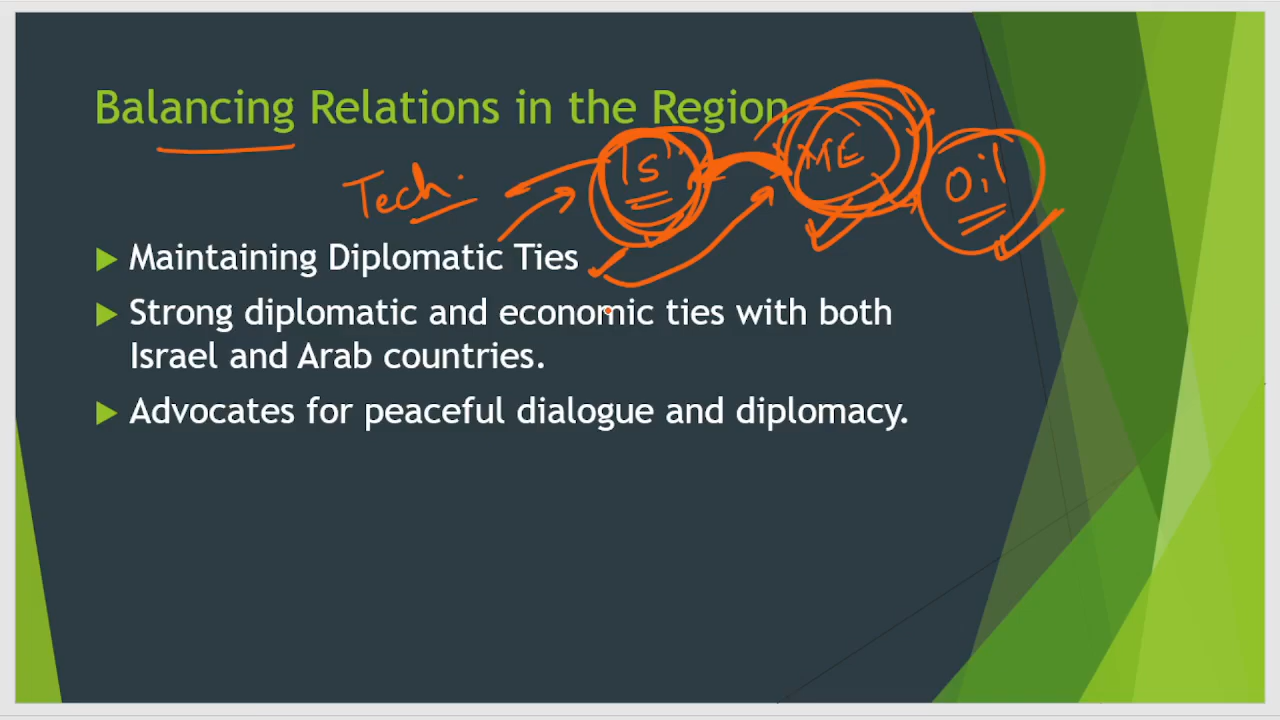 Balancing Relations in the Region
Is
ME
Oil
Tech.
Maintaining Diplomatic Ties
Strong diplomatic and economic ties with both
Israel and Arab countries.
Advocates for peaceful dialogue and diplomacy.